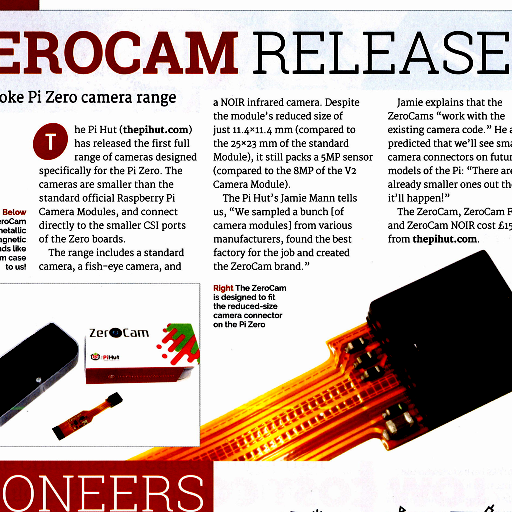 EROCAM RELEASE
oke Pi Zero camera range
The Pi Hut (thepihut.com)
has released the first full
range of cameras designed
specifically for the Pi Zero. The
cameras are smaller than the
standard official Raspberry Pi
Camera Modules, and connect
directly to the smaller CSI ports
of the Zero boards.
The range includes a standard
camera, a fish-eye camera, and
a NOIR infrared camera. Despite
the module's reduced size of
just 11.4×11.4 mm (compared to
the 25×23 mm of the standard
Module), it still packs a 5MP sensor
(compared to the 8MP of the V2
Camera Module).
The Pi Hut's Jamie Mann tells
us, "We sampled a bunch [of
camera modules] from various
manufacturers, found the best
factory for the job and created
the ZeroCam brand."
Jamie explains that the
ZeroCams "work with the
existing camera code." He a
predicted that we'll see sma
camera connectors on futur
models of the Pi: "There are
already smaller ones out the
it'll happen!"
The ZeroCam, ZeroCam F
and ZeroCam NOIR cost £15
from thepihut.com.
Below
eroCam
metallic
gnetic
nds like
m case
to us!
Right The ZeroCam
is designed to fit
the reduced-size
camera connector
on the Pi Zero
ZeroCam
PiHut
ONEERS